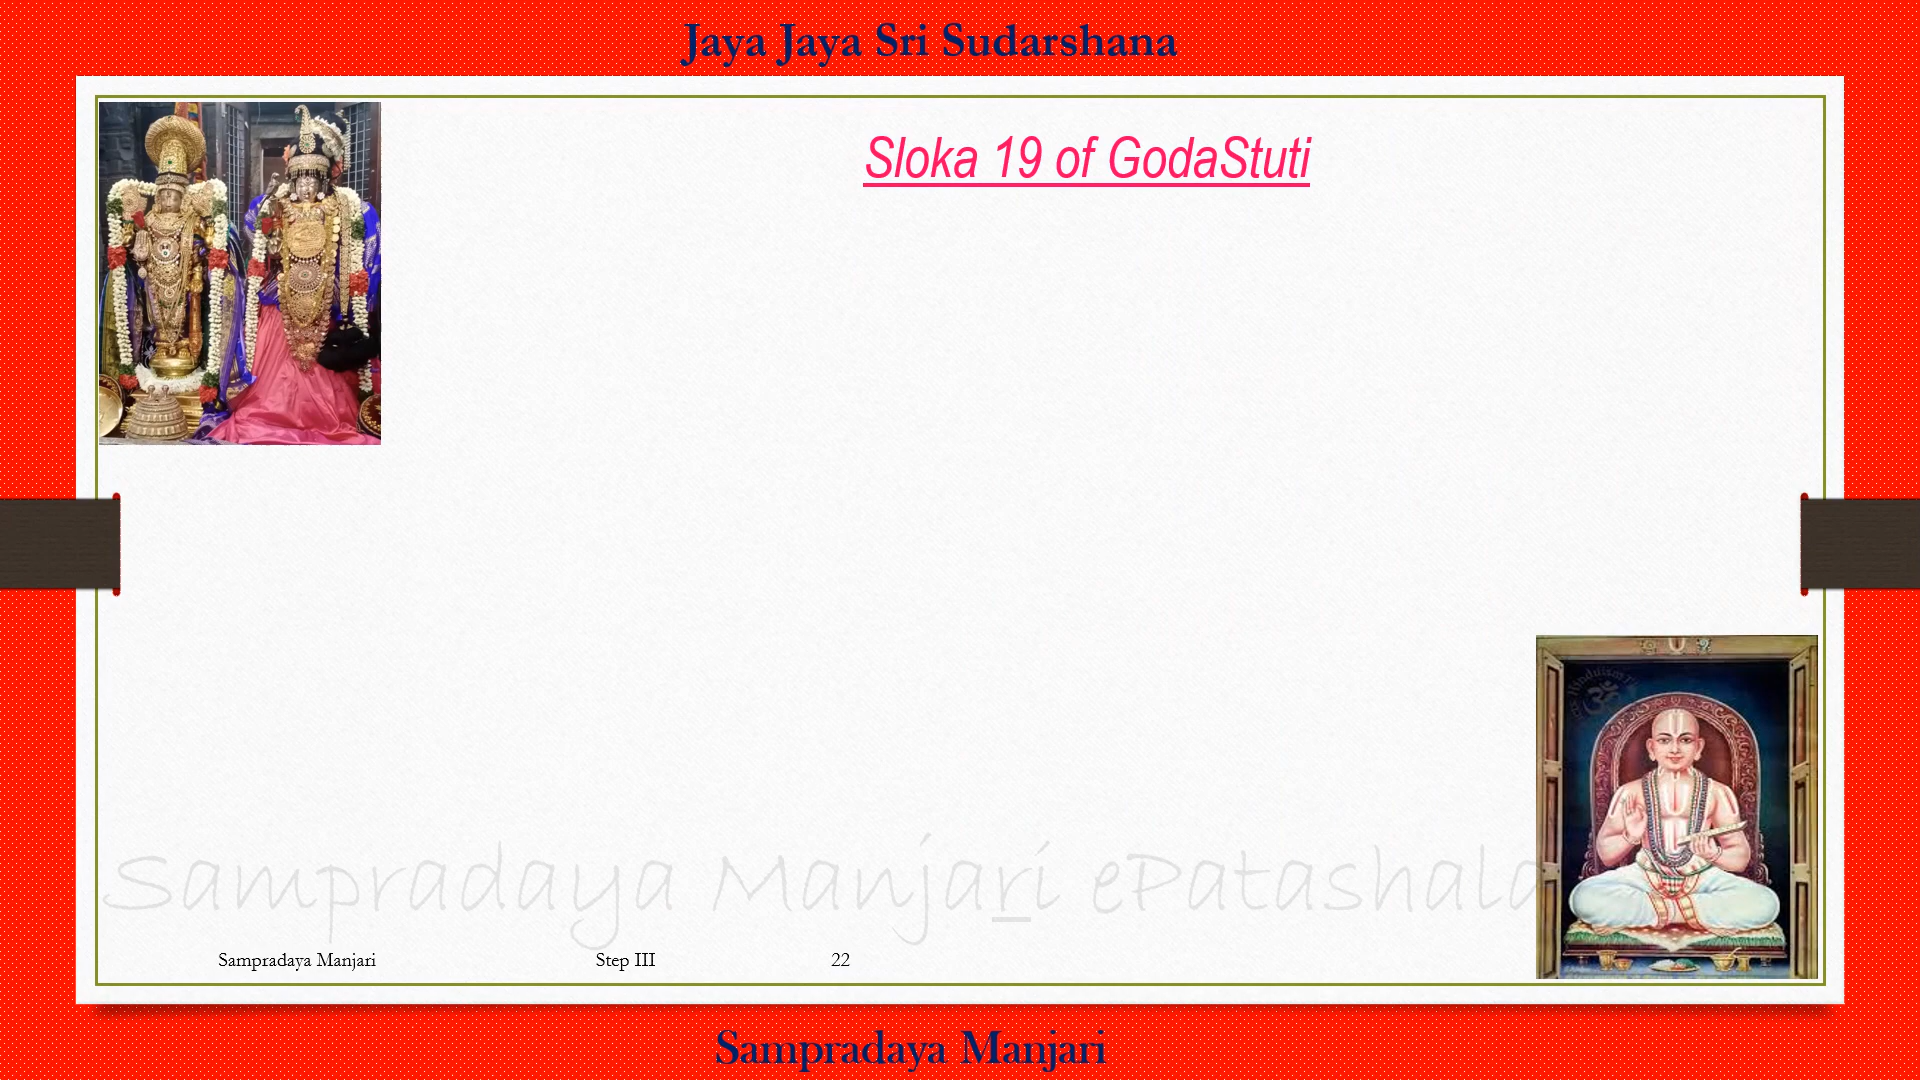 Jaya Jaya Sri Sudarshana
Sloka 19 of GodaStuti
Sampradaya Manjari ePatashala
Sampradaya Manjari Step III 22
Sampradaya Manjari